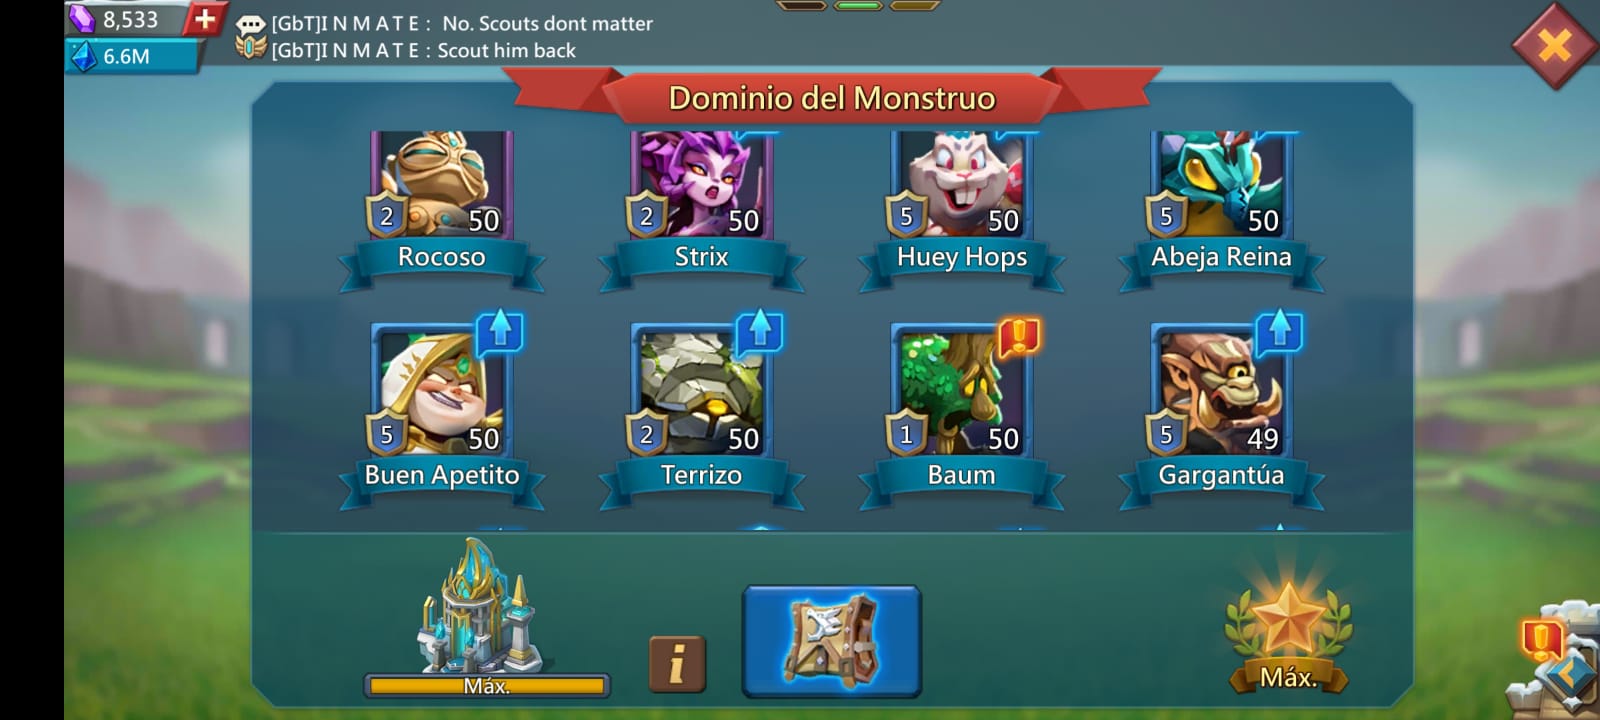 8,533
[GbT]I N M A T E : No. Scouts dont matter
6.6M
[GbT]I N M A T E : Scout him back
Dominio del Monstruo
2 50
2 50
5 50
5 50
Rocoso
Strix
Huey Hops
Abeja Reina
5 50
2 50
1 50
5 49
Buen Apetito
Terrizo
Baum
Gargantúa
Máx.
i
Máx.